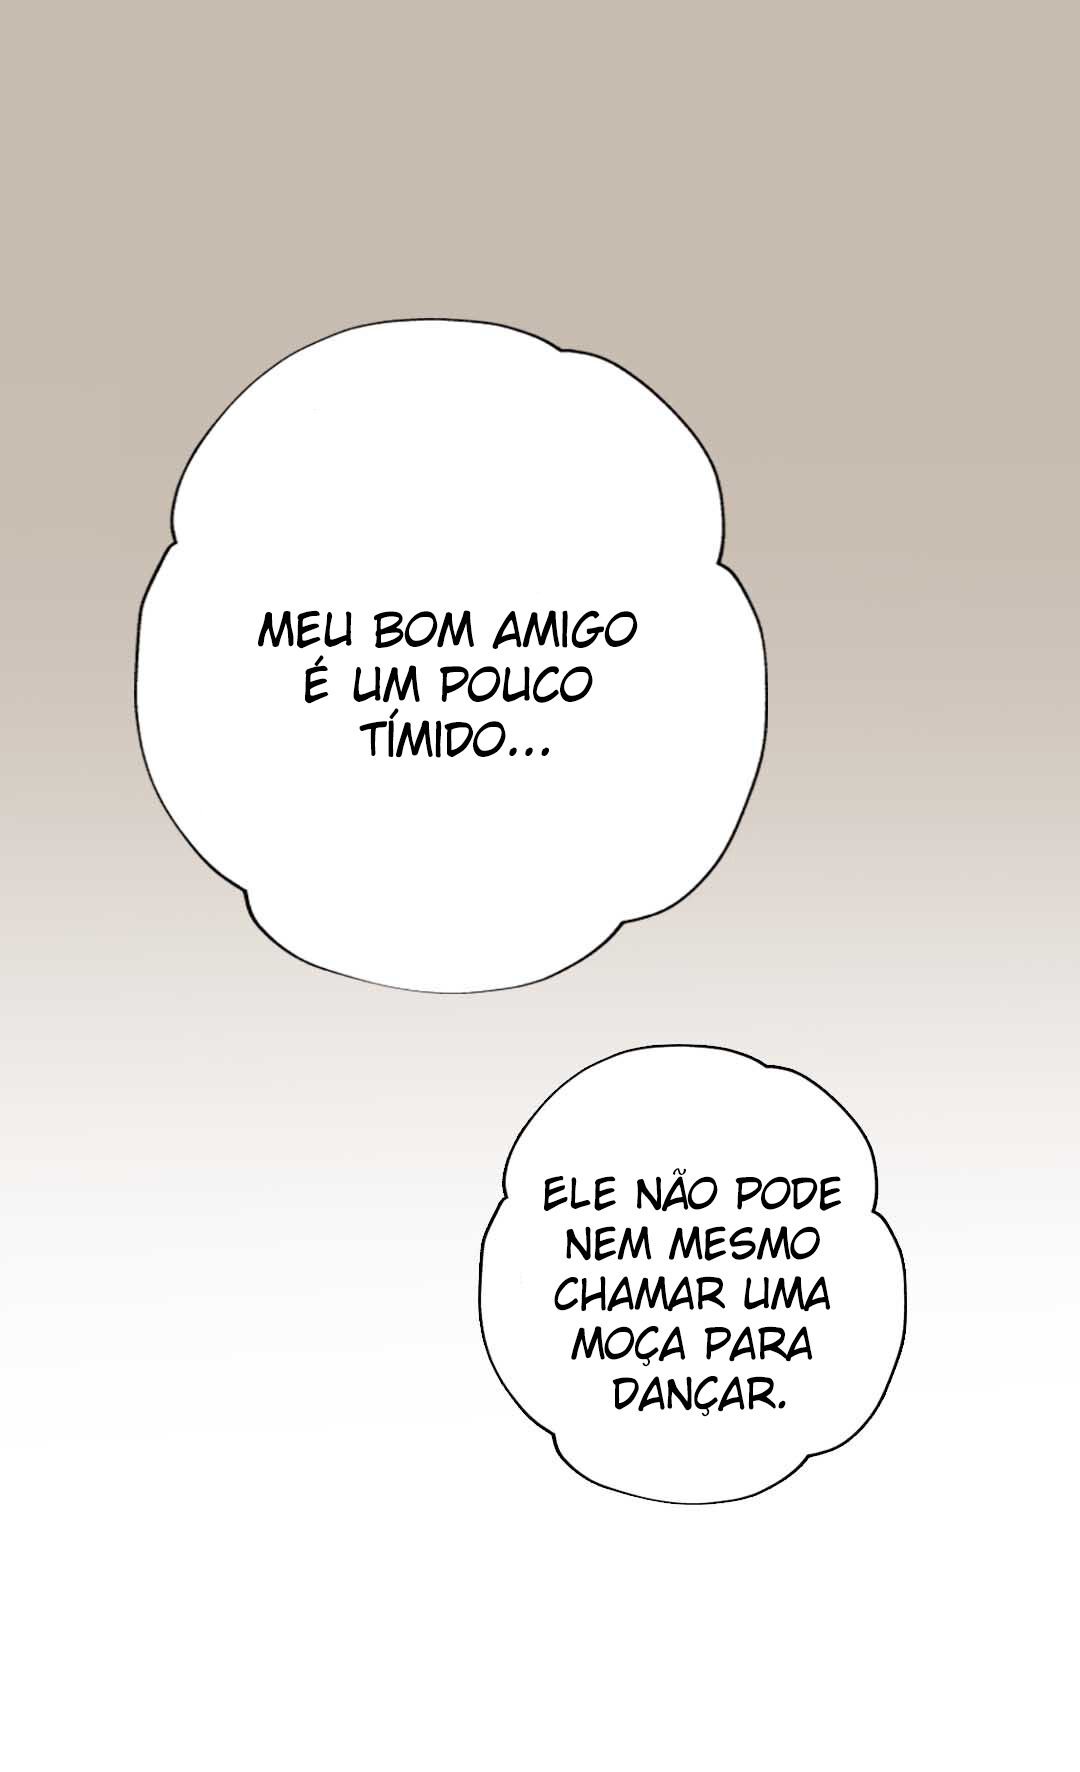 MEU BOM AMIGO
É UM POUCO
TÍMIDO...
ELE NÃO PODE
NEM MESMO
CHAMAR UMA
MOÇA PARA
DANÇAR.